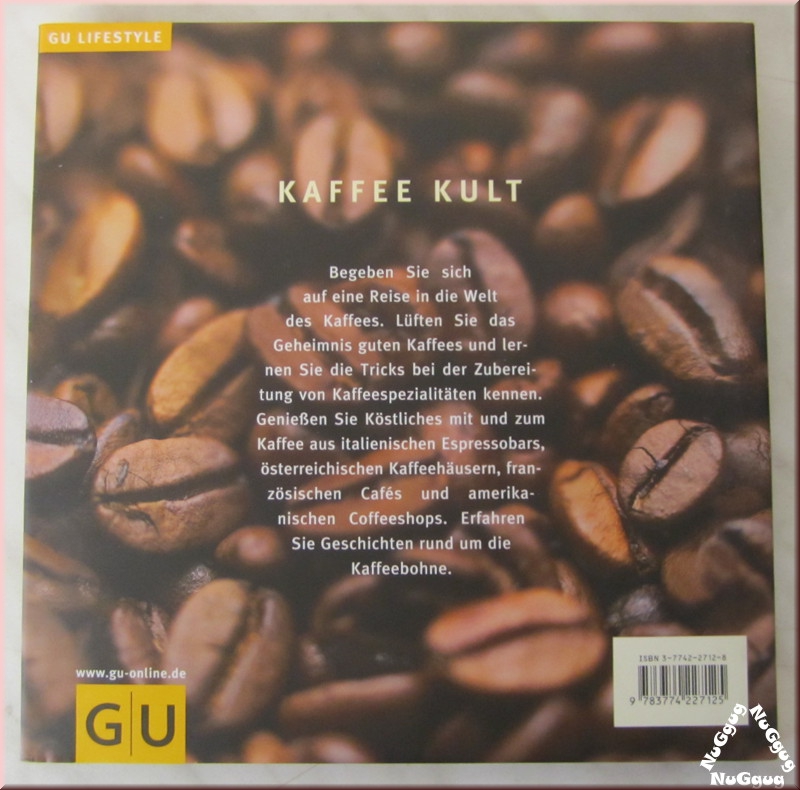 GU LIFESTYLE
KAFFEE KULT
Begeben Sie sich
auf eine Reise in die Welt
des Kaffees. Lüften Sie das
Geheimnis guten Kaffees und ler-
nen Sie die Tricks bei der Zuberei-
tung von Kaffeespezialitäten kennen.
Genießen Sie Köstliches mit und zum
Kaffee aus italienischen Espressobars,
österreichischen Kaffeehäusern, fran-
zösischen Cafés und amerika-
nischen Coffeeshops. Erfahren
Sie Geschichten rund um die
Kaffeebohne.
www.gu-online.de
G|U
ISBN 3-7742-2712-8
9 783774 227125
NuGgug
NuGgug
NuGgug